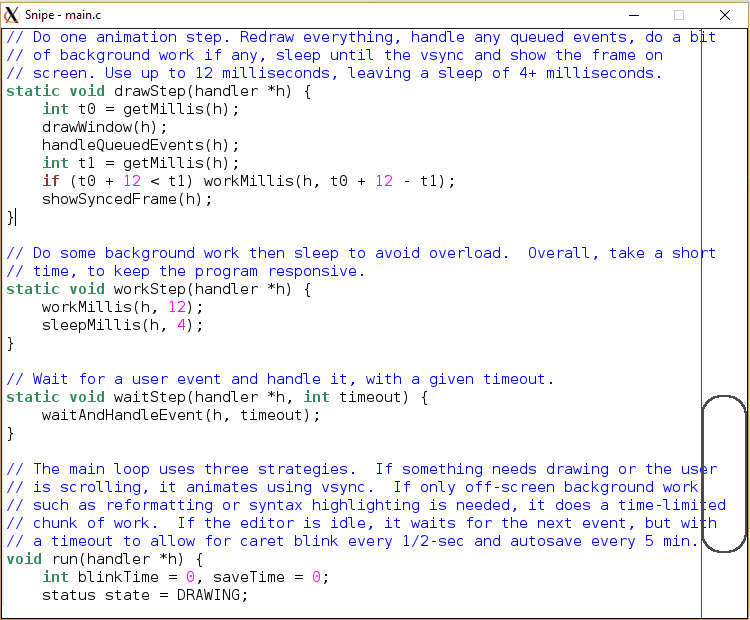 Snipe - main.c
// Do one animation step. Redraw everything, handle any queued events, do a bit
// of background work if any, sleep until the vsync and show the frame on
// screen. Use up to 12 milliseconds, leaving a sleep of 4+ milliseconds.
static void drawStep(handler *h) {
    int t0 = getMillis(h);
    drawWindow(h);
    handleQueuedEvents(h);
    int t1 = getMillis(h);
    if (t0 + 12 < t1) workMillis(h, t0 + 12 - t1);
    showSyncedFrame(h);
}
// Do some background work then sleep to avoid overload.  Overall, take a short
// time, to keep the program responsive.
static void workStep(handler *h) {
    workMillis(h, 12);
    sleepMillis(h, 4);
}
// Wait for a user event and handle it, with a given timeout.
static void waitStep(handler *h, int timeout) {
    waitAndHandleEvent(h, timeout);
}
// The main loop uses three strategies.  If something needs drawing or the user
// is scrolling, it animates using vsync.  If only off-screen background work
// such as reformatting or syntax highlighting is needed, it does a time-limited
// chunk of work.  If the editor is idle, it waits for the next event, but with
// a timeout to allow for caret blink every 1/2-sec and autosave every 5 min.
void run(handler *h) {
    int blinkTime = 0, saveTime = 0;
    status state = DRAWING;